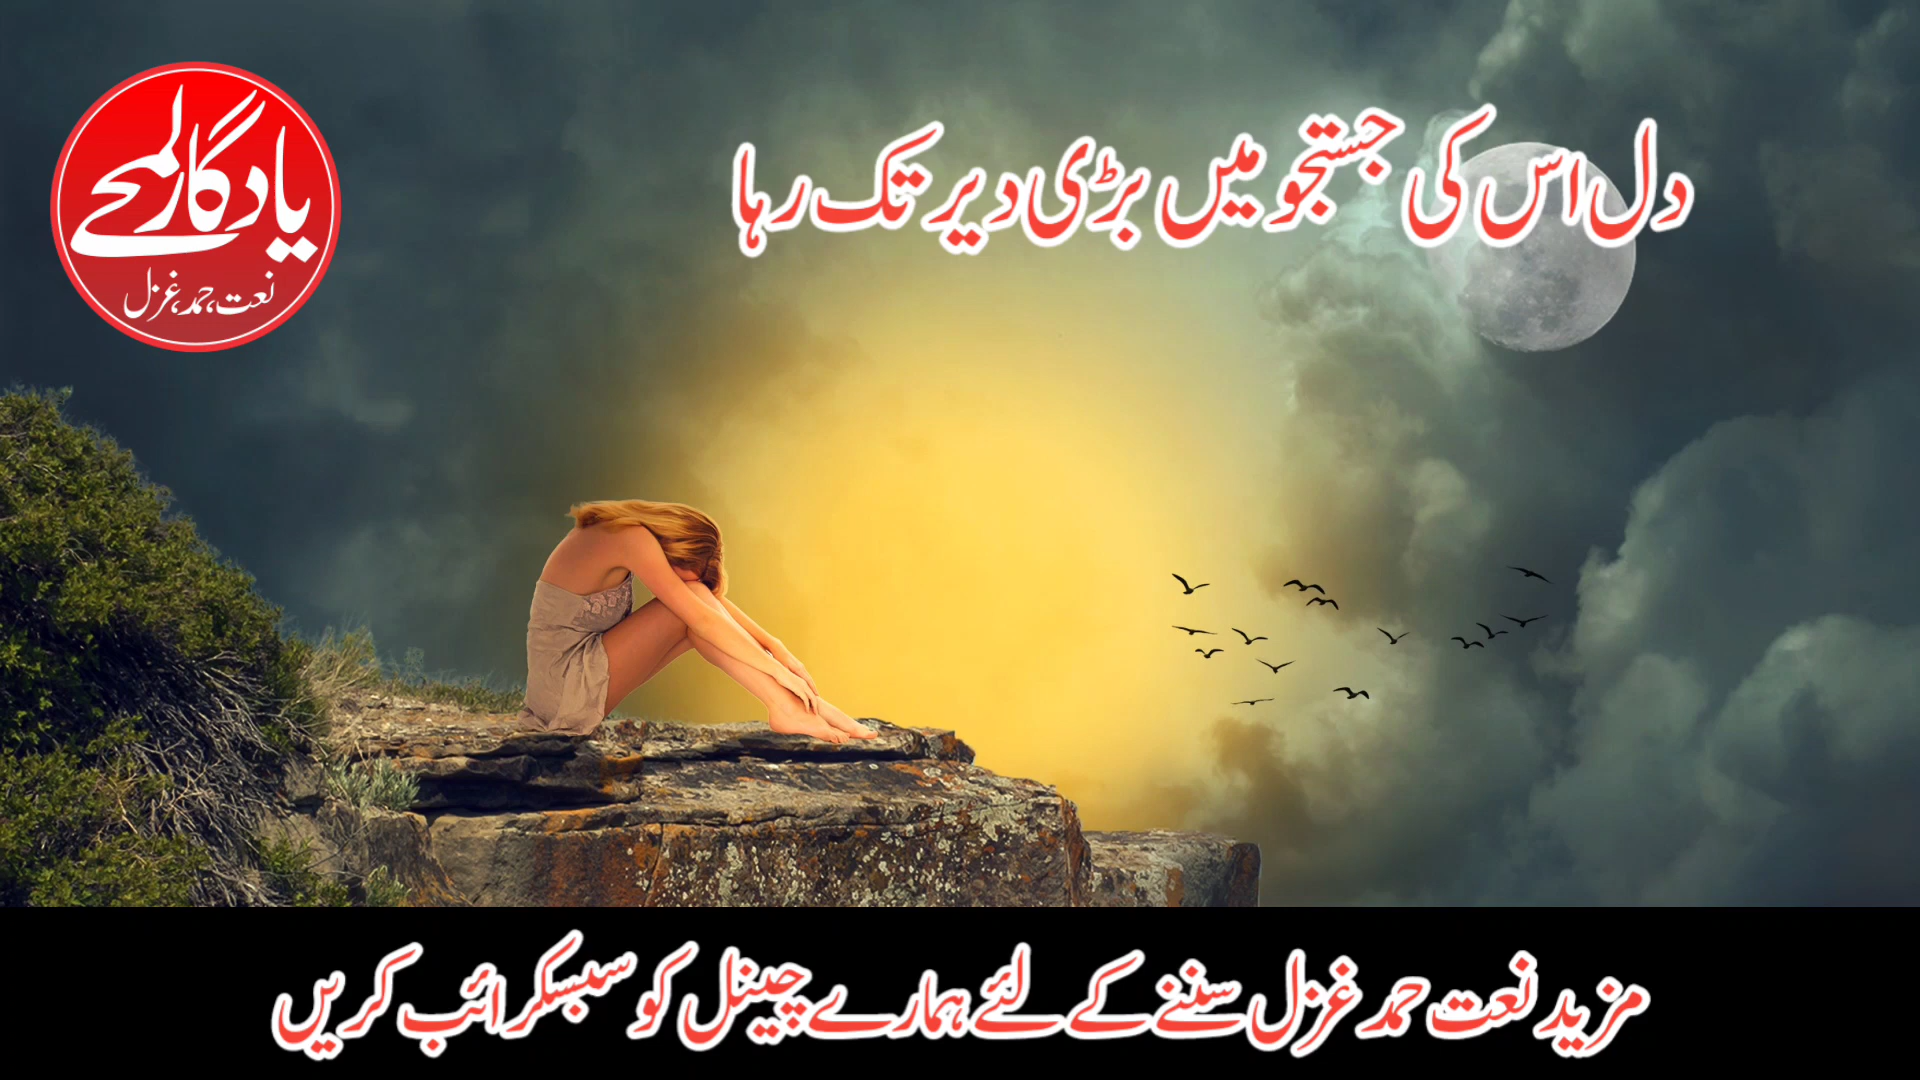 دل اس کی جستجو میں بڑی دیر تک رہا
یادگار لمحے
نعت، حمد، غزل
مزید نعت حمد غزل سننے کے لئے ہمارے چینل کو سبسکرائب کریں